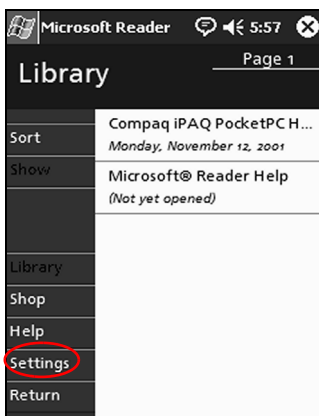 Microsoft Reader 5:57
Library
Page 1
Sort
Show
Library
Shop
Help
Settings
Return
Compaq iPAQ PocketPC H...
Monday, November 12, 2001
Microsoft® Reader Help
(Not yet opened)